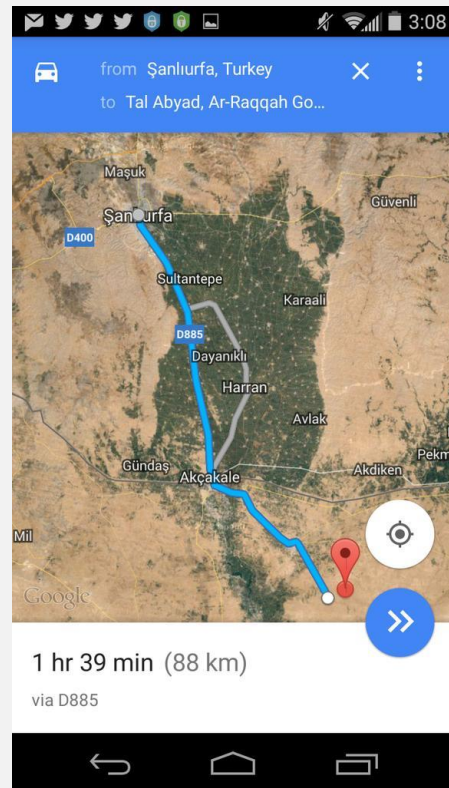 3:08
from Şanlıurfa, Turkey
to Tal Abyad, Ar-Raqqah Go...
Maşuk
Güvenli
D400
Sultantepe
Karaali
D885
Dayanıklı
Harran
Avlak
Gündaş
Akçakale
Akdiken
Pekm
Mil
Google
1 hr 39 min (88 km)
via D885